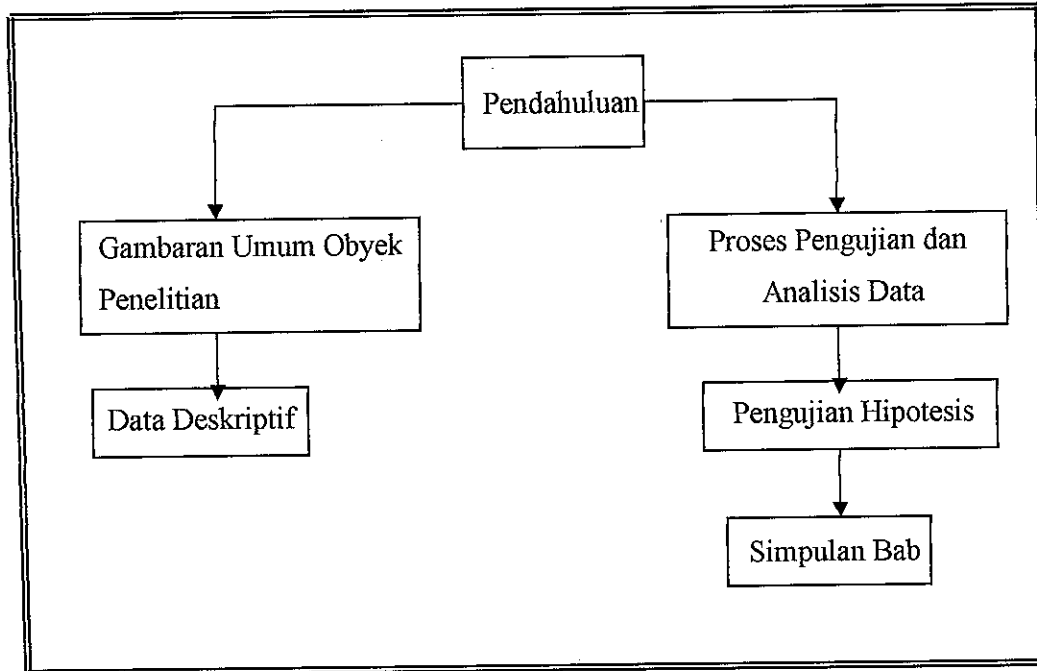 Pendahuluan
Gambaran Umum Obyek
Penelitian
Proses Pengujian dan
Analisis Data
Data Deskriptif
Pengujian Hipotesis
Simpulan Bab